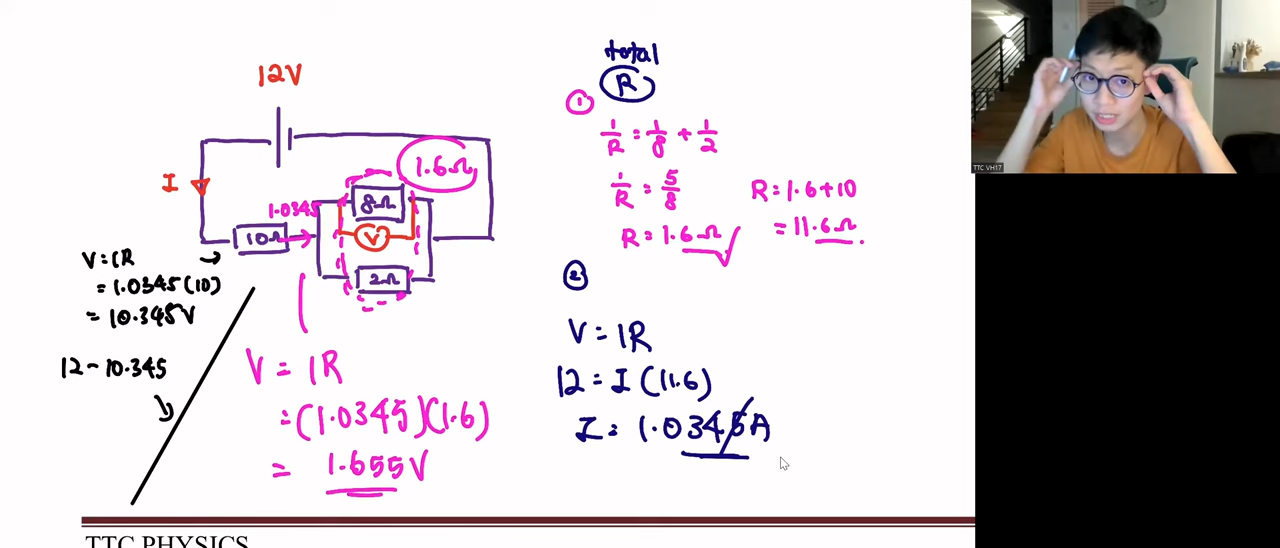 12V
I
10Ω
1.0345
8Ω
V
2Ω
1.6Ω
V = IR
= 1.0345(10)
= 10.345V
12 - 10.345
V = IR
= (1.0345)(1.6)
= 1.655V
total
R
①
1/R = 1/8 + 1/2
1/R = 5/8
R = 1.6Ω
R = 1.6 + 10
= 11.6Ω
②
V = IR
12 = I (11.6)
I = 1.0345A
TTC VH17
TTC PHYSICS